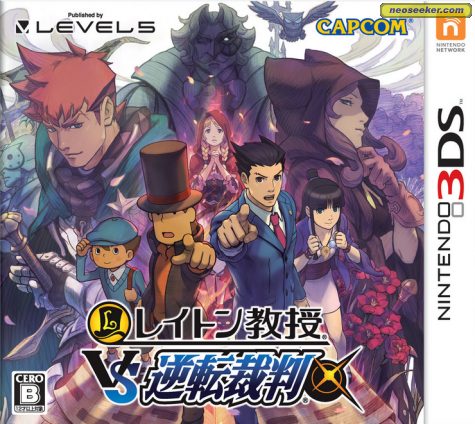 neoseeker.com
Published by
LEVEL5
CAPCOM
NINTENDO NETWORK
NINTENDO 3DS™
L レイトン教授®
VS 逆転裁判®
CERO
B